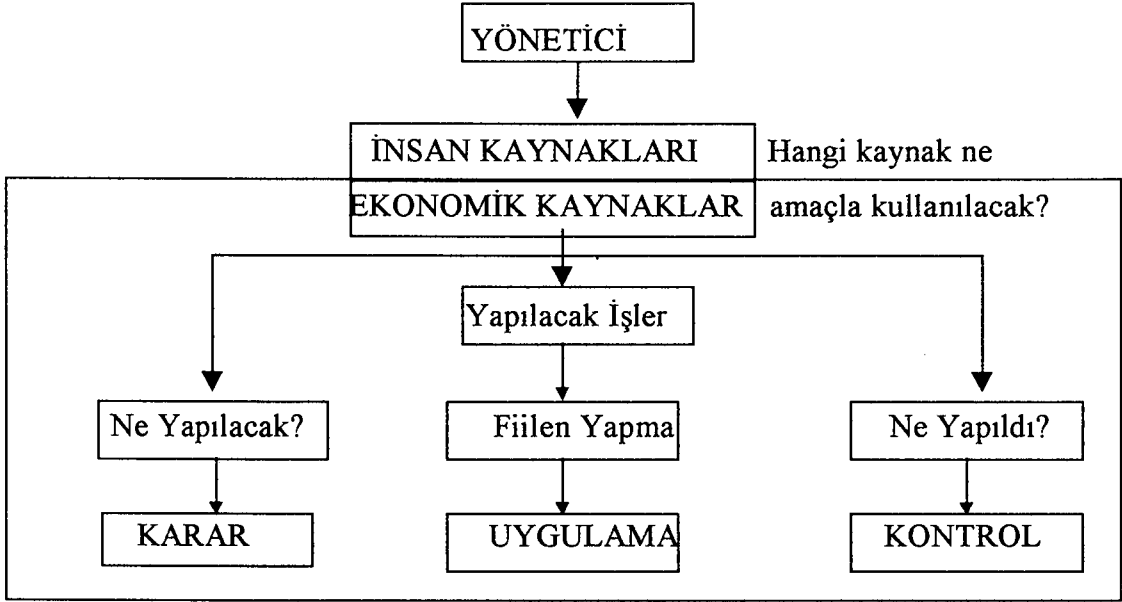 YÖNETİCİ
İNSAN KAYNAKLARI Hangi kaynak ne
EKONOMİK KAYNAKLAR amaçla kullanılacak?
Yapılacak İşler
Ne Yapılacak? Fiilen Yapma Ne Yapıldı?
KARAR UYGULAMA KONTROL